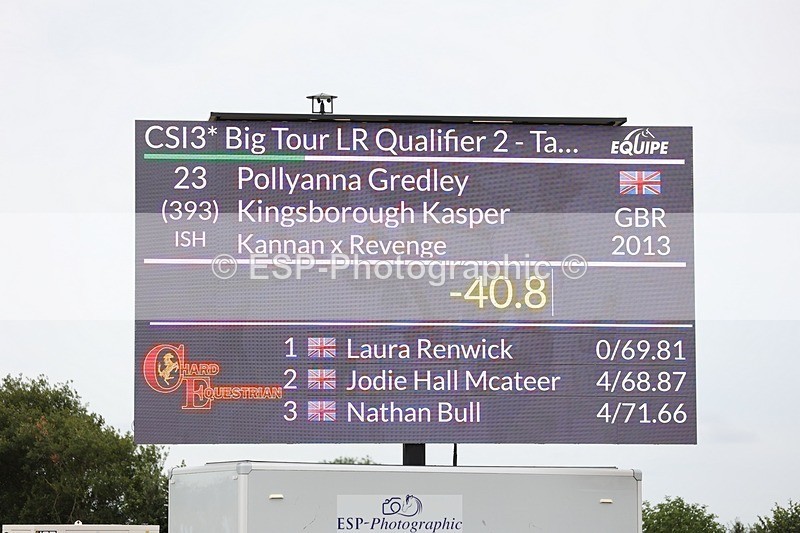 CSI3* Big Tour LR Qualifier 2 - Ta...
EQUIPE
23 Pollyanna Gredley
(393) Kingsborough Kasper GBR
ISH Kannan x Revenge 2013
© ESP-Photographic ©
-40.8
1 Laura Renwick 0/69.81
2 Jodie Hall Mcateer 4/68.87
3 Nathan Bull 4/71.66
CHARD
EQUESTRIAN
ESP-Photographic